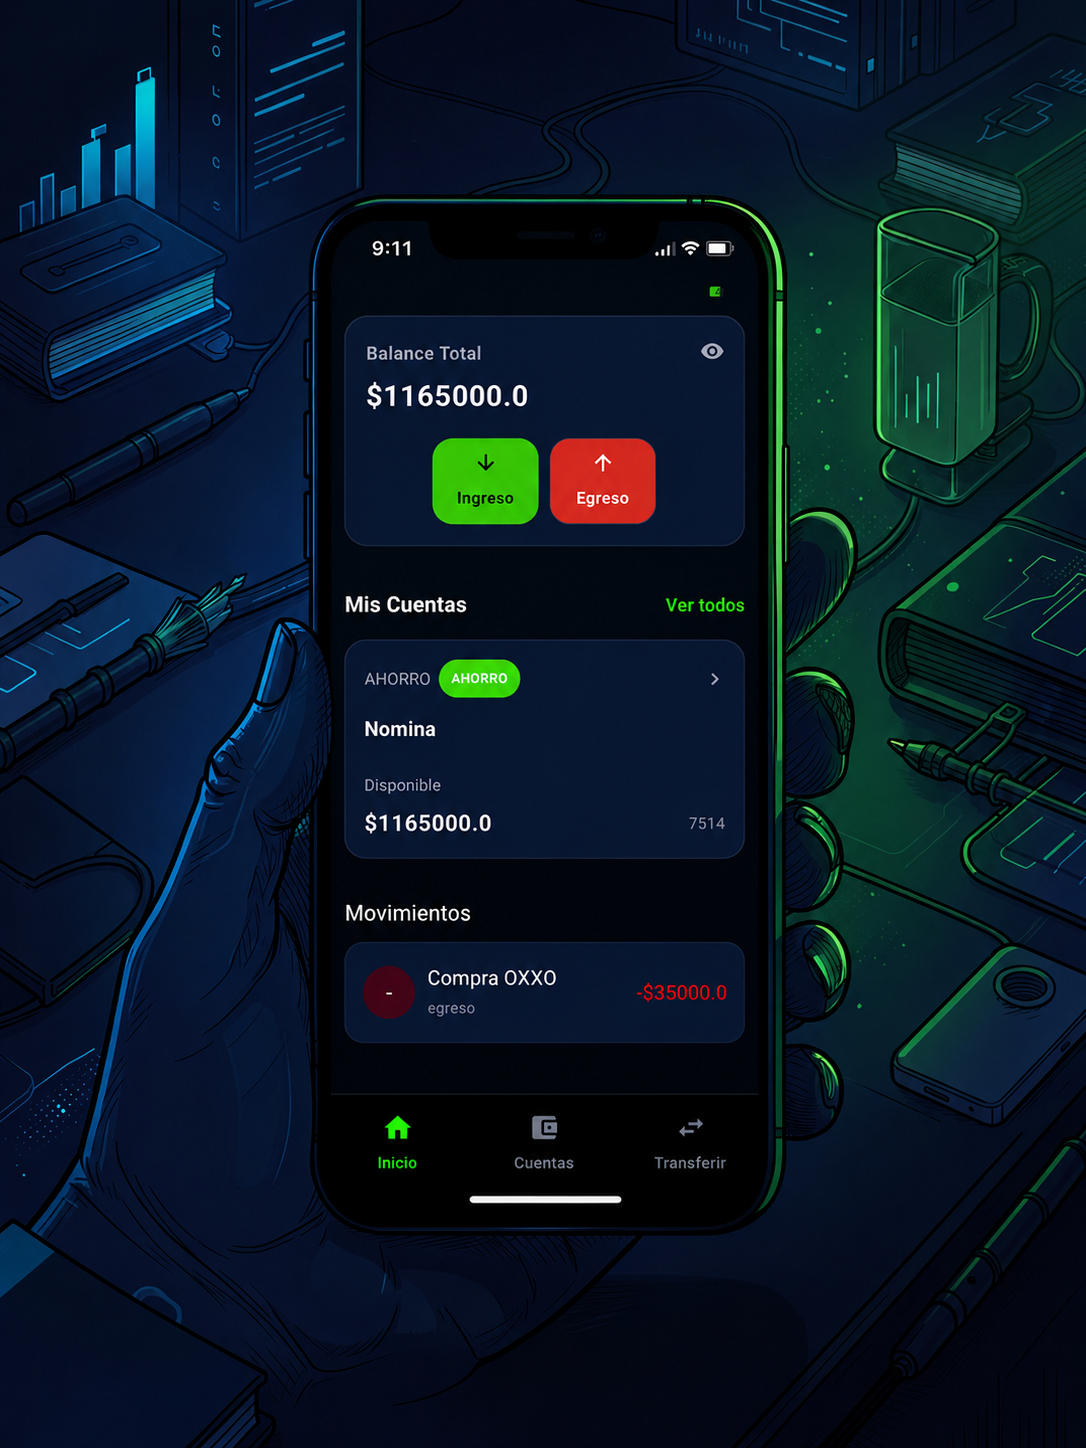 9:11
Balance Total
$1165000.0
Ingreso
Egreso
Mis Cuentas
Ver todos
AHORRO AHORRO
Nomina
Disponible
$1165000.0
7514
Movimientos
-
Compra OXXO
egreso
-$35000.0
Inicio
Cuentas
Transferir